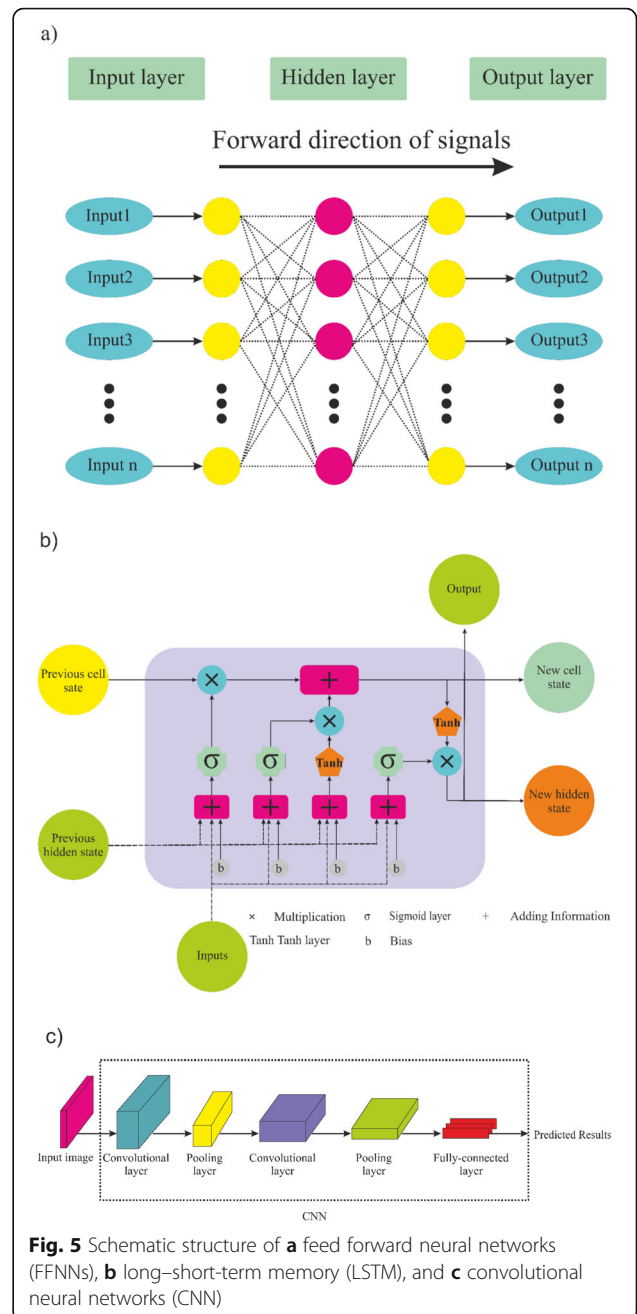 a)
Input layer Hidden layer Output layer
Forward direction of signals
Input1 Output1
Input2 Output2
Input3 Output3
Input n Output n
b)
Output
Previous cell
sate
× +
New cell
state
Tanh
×
σ σ Tanh σ ×
Previous
hidden state
+ + + +
New hidden
state
b b b b
× Multiplication σ Sigmoid layer + Adding Information
Tanh Tanh layer b Bias
Inputs
c)
Input image
Convolutional
layer
Pooling
layer
Convolutional
layer
Pooling
layer
Fully-connected
layer
Predicted Results
CNN
Fig. 5 Schematic structure of a feed forward neural networks
(FFNNs), b long–short-term memory (LSTM), and c convolutional
neural networks (CNN)